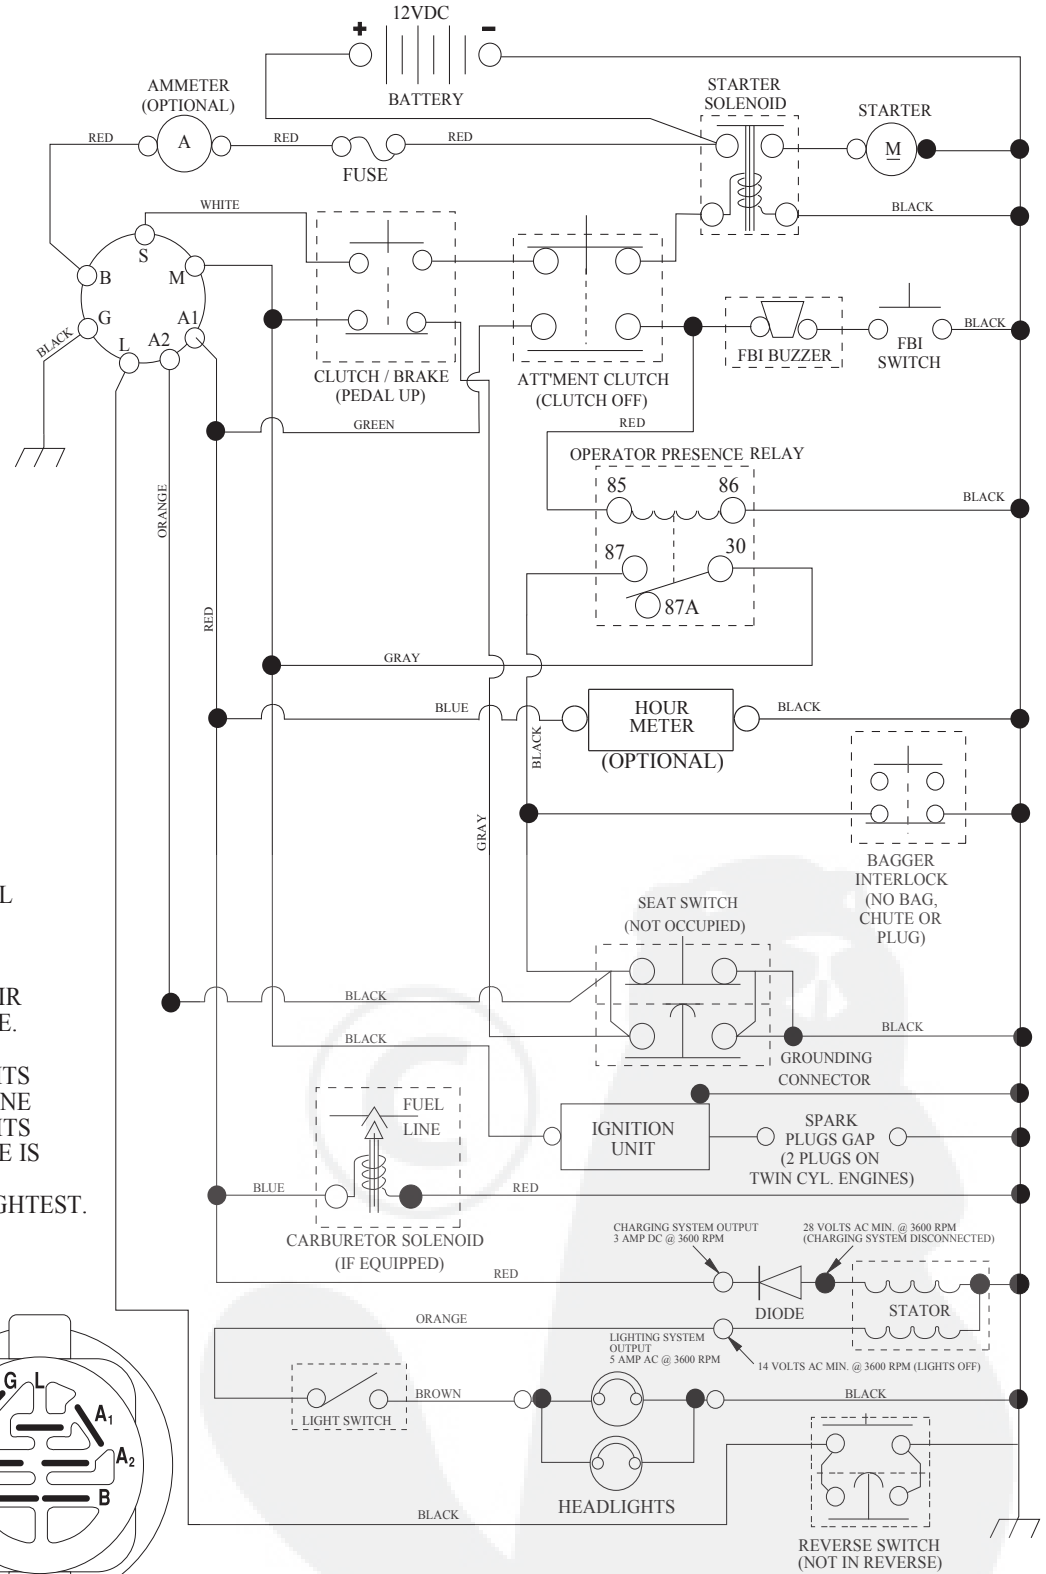 12VDC
+
-
BATTERY
AMMETER
(OPTIONAL)
STARTER
SOLENOID
STARTER
RED
A
RED
FUSE
RED
M
WHITE
BLACK
S
B
M
G
A1
L
A2
BLACK
CLUTCH / BRAKE
(PEDAL UP)
ATT'MENT CLUTCH
(CLUTCH OFF)
FBI BUZZER
FBI
SWITCH
BLACK
GREEN
RED
OPERATOR PRESENCE RELAY
85
86
BLACK
87
30
87A
ORANGE
RED
GRAY
BLUE
HOUR
METER
(OPTIONAL)
BLACK
BLACK
GRAY
BAGGER
INTERLOCK
(NO BAG,
CHUTE OR
PLUG)
L
SEAT SWITCH
(NOT OCCUPIED)
IR
E.
BLACK
BLACK
BLACK
GROUNDING
CONNECTOR
ITS
NE
ITS
E IS
GHTEST.
©
FUEL
LINE
IGNITION
UNIT
SPARK
PLUGS GAP
(2 PLUGS ON
TWIN CYL. ENGINES)
BLUE
RED
CARBURETOR SOLENOID
(IF EQUIPPED)
CHARGING SYSTEM OUTPUT
3 AMP DC @ 3600 RPM
28 VOLTS AC MIN. @ 3600 RPM
(CHARGING SYSTEM DISCONNECTED)
RED
DIODE
STATOR
ORANGE
LIGHTING SYSTEM
OUTPUT
5 AMP AC @ 3600 RPM
14 VOLTS AC MIN. @ 3600 RPM (LIGHTS OFF)
LIGHT SWITCH
BROWN
BLACK
HEADLIGHTS
BLACK
REVERSE SWITCH
(NOT IN REVERSE)
G
L
A1
A2
B